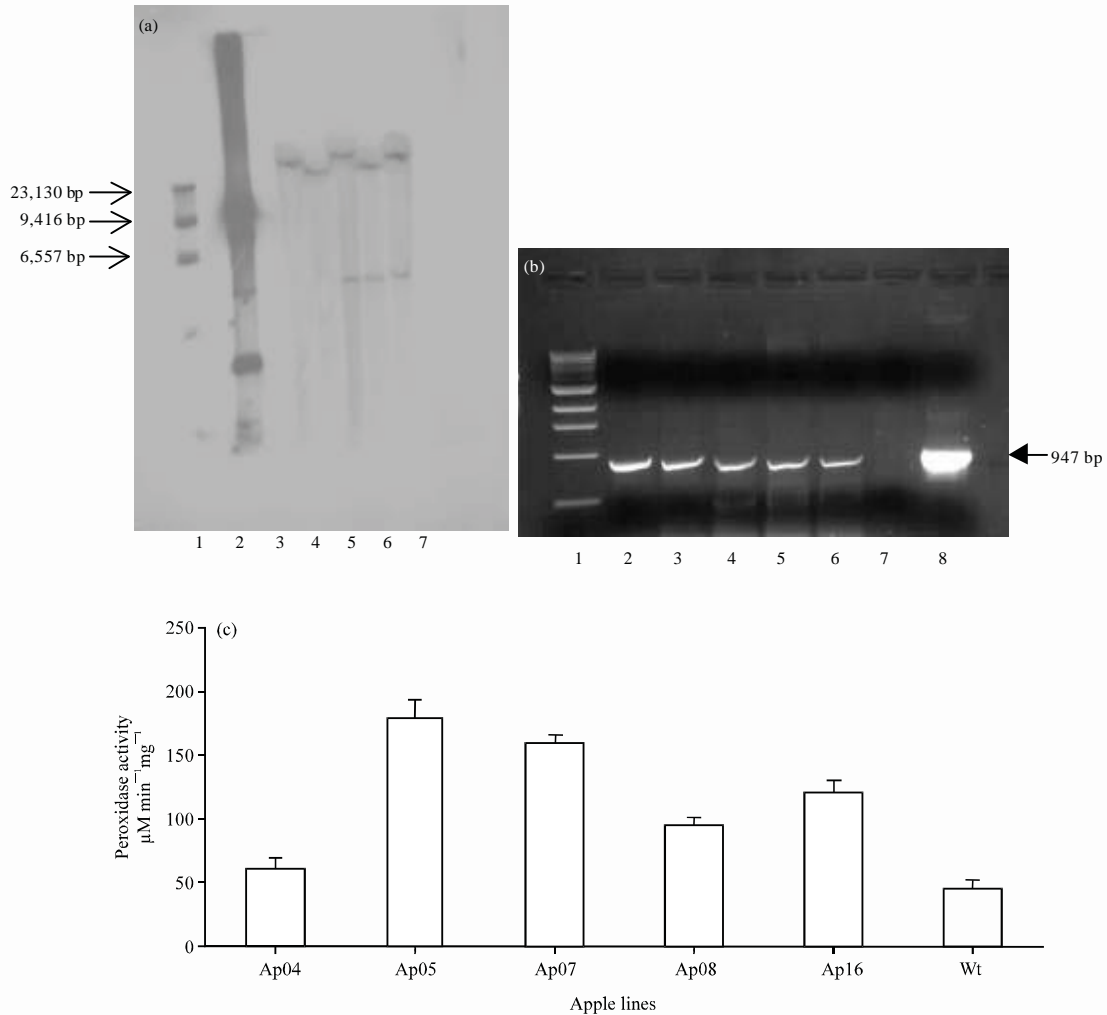 (a)
23,130 bp
9,416 bp
6,557 bp
1 2 3 4 5 6 7
(b)
947 bp
1 2 3 4 5 6 7 8
(c)
250
200
150
100
50
0
Peroxidase activity
µM min⁻¹mg⁻¹
Ap04 Ap05 Ap07 Ap08 Ap16 Wt
Apple lines